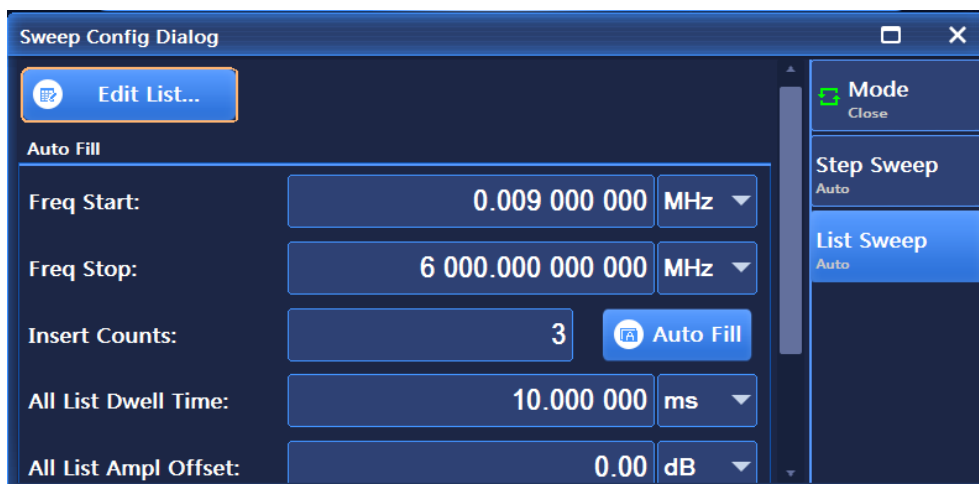 Sweep Config Dialog
Edit List...
Auto Fill
Freq Start: 0.009 000 000 MHz
Freq Stop: 6 000.000 000 000 MHz
Insert Counts: 3 Auto Fill
All List Dwell Time: 10.000 000 ms
All List Ampl Offset: 0.00 dB
Mode
Close
Step Sweep
Auto
List Sweep
Auto